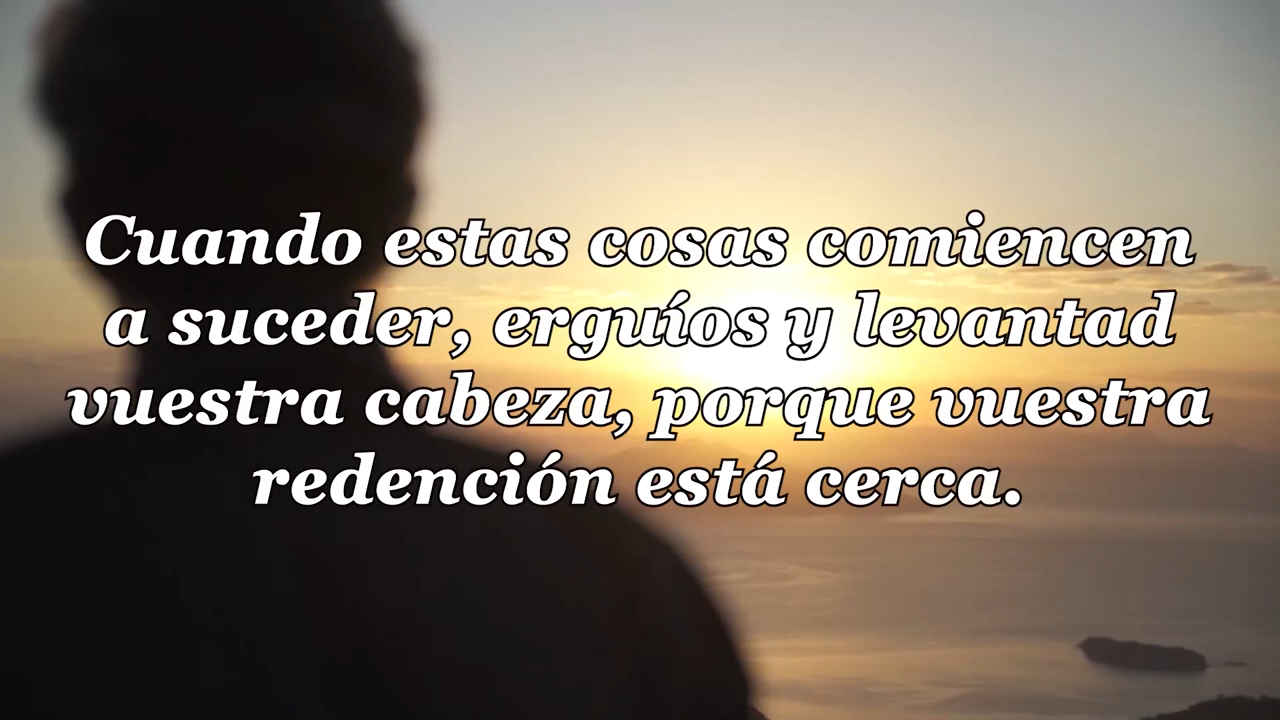 Cuando estas cosas comiencen
a suceder, erguíos y levantad
vuestra cabeza, porque vuestra
redención está cerca.